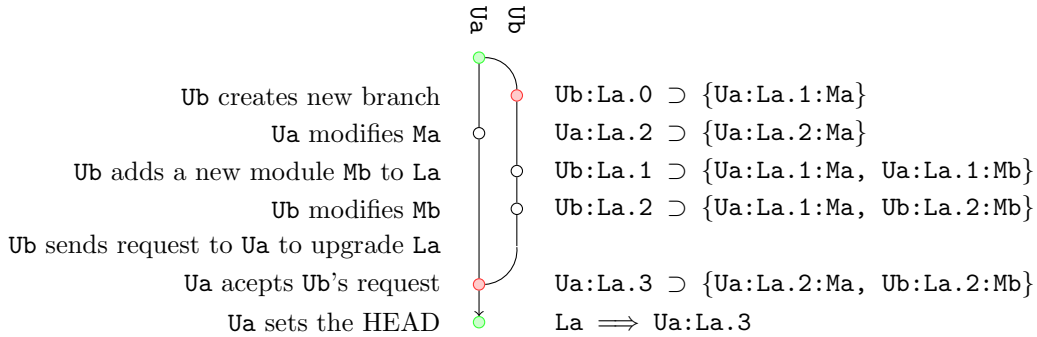 Ua Ub
Ub creates new branch Ub:La.0 ⊃ {Ua:La.1:Ma}
Ua modifies Ma Ua:La.2 ⊃ {Ua:La.2:Ma}
Ub adds a new module Mb to La Ub:La.1 ⊃ {Ua:La.1:Ma, Ua:La.1:Mb}
Ub modifies Mb Ub:La.2 ⊃ {Ua:La.1:Ma, Ub:La.2:Mb}
Ub sends request to Ua to upgrade La
Ua acepts Ub's request Ua:La.3 ⊃ {Ua:La.2:Ma, Ub:La.2:Mb}
Ua sets the HEAD La ⟹ Ua:La.3